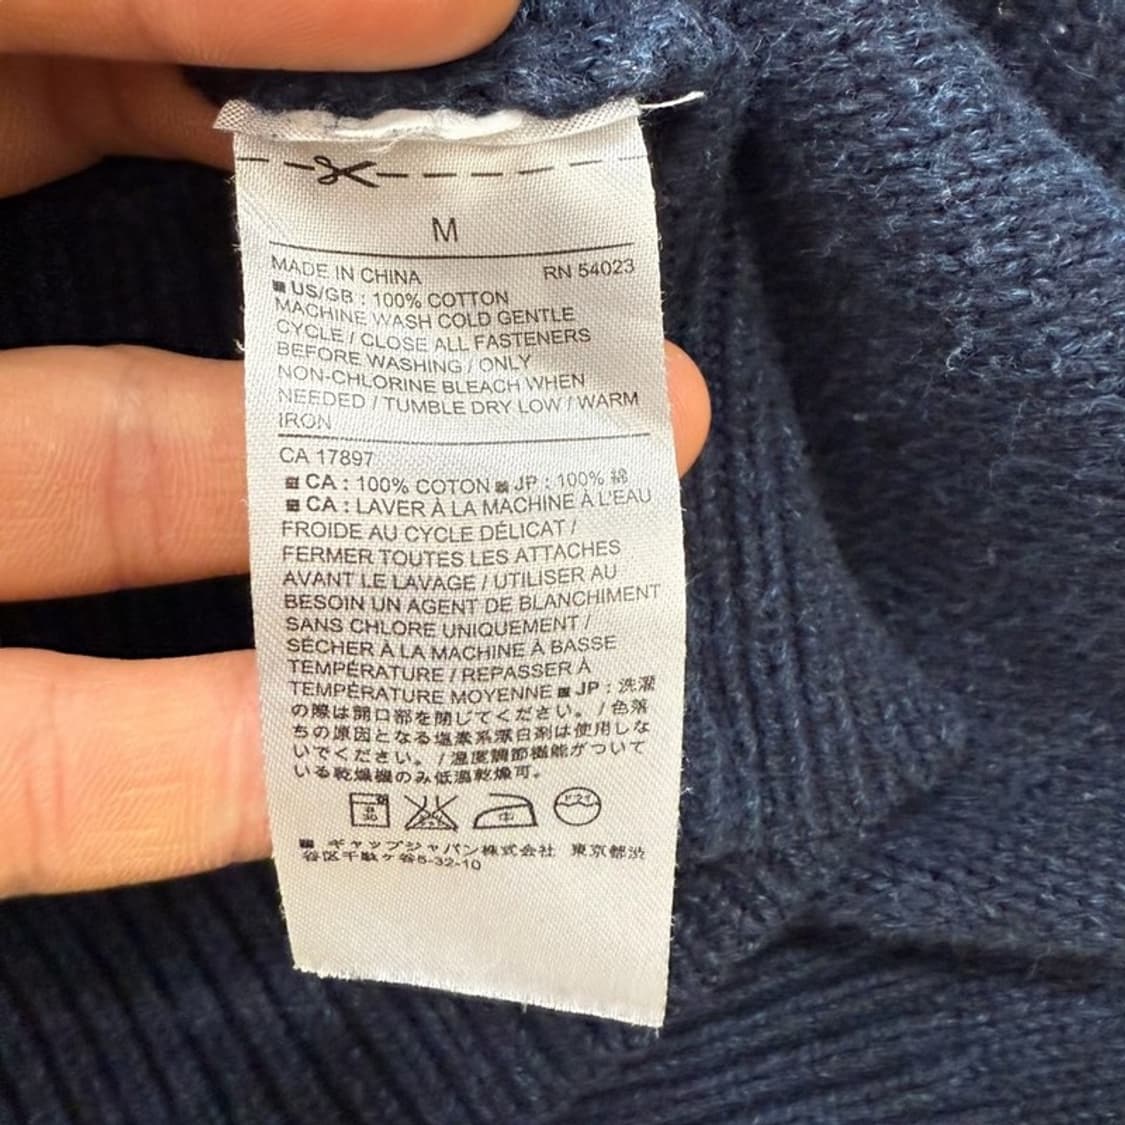 M
MADE IN CHINA RN 54023
■ US/GB : 100% COTTON
MACHINE WASH COLD GENTLE
CYCLE / CLOSE ALL FASTENERS
BEFORE WASHING / ONLY
NON-CHLORINE BLEACH WHEN
NEEDED / TUMBLE DRY LOW / WARM
IRON
CA 17897
■ CA : 100% COTON ■ JP : 100% 綿
■ CA : LAVER À LA MACHINE À L'EAU
FROIDE AU CYCLE DÉLICAT /
FERMER TOUTES LES ATTACHES
AVANT LE LAVAGE / UTILISER AU
BESOIN UN AGENT DE BLANCHIMENT
SANS CHLORE UNIQUEMENT /
SÉCHER À LA MACHINE À BASSE
TEMPÉRATURE / REPASSER À
TEMPÉRATURE MOYENNE ■ JP : 洗濯
の際は開口部を閉じてください。 / 色落
ちの原因となる塩素系漂白剤は使用しな
いでください。 / 温度調節機能がついて
いる乾燥機のみ低温乾燥可。
30 中
■ ギャップジャパン株式会社 東京都渋
谷区千駄ヶ谷5-32-10